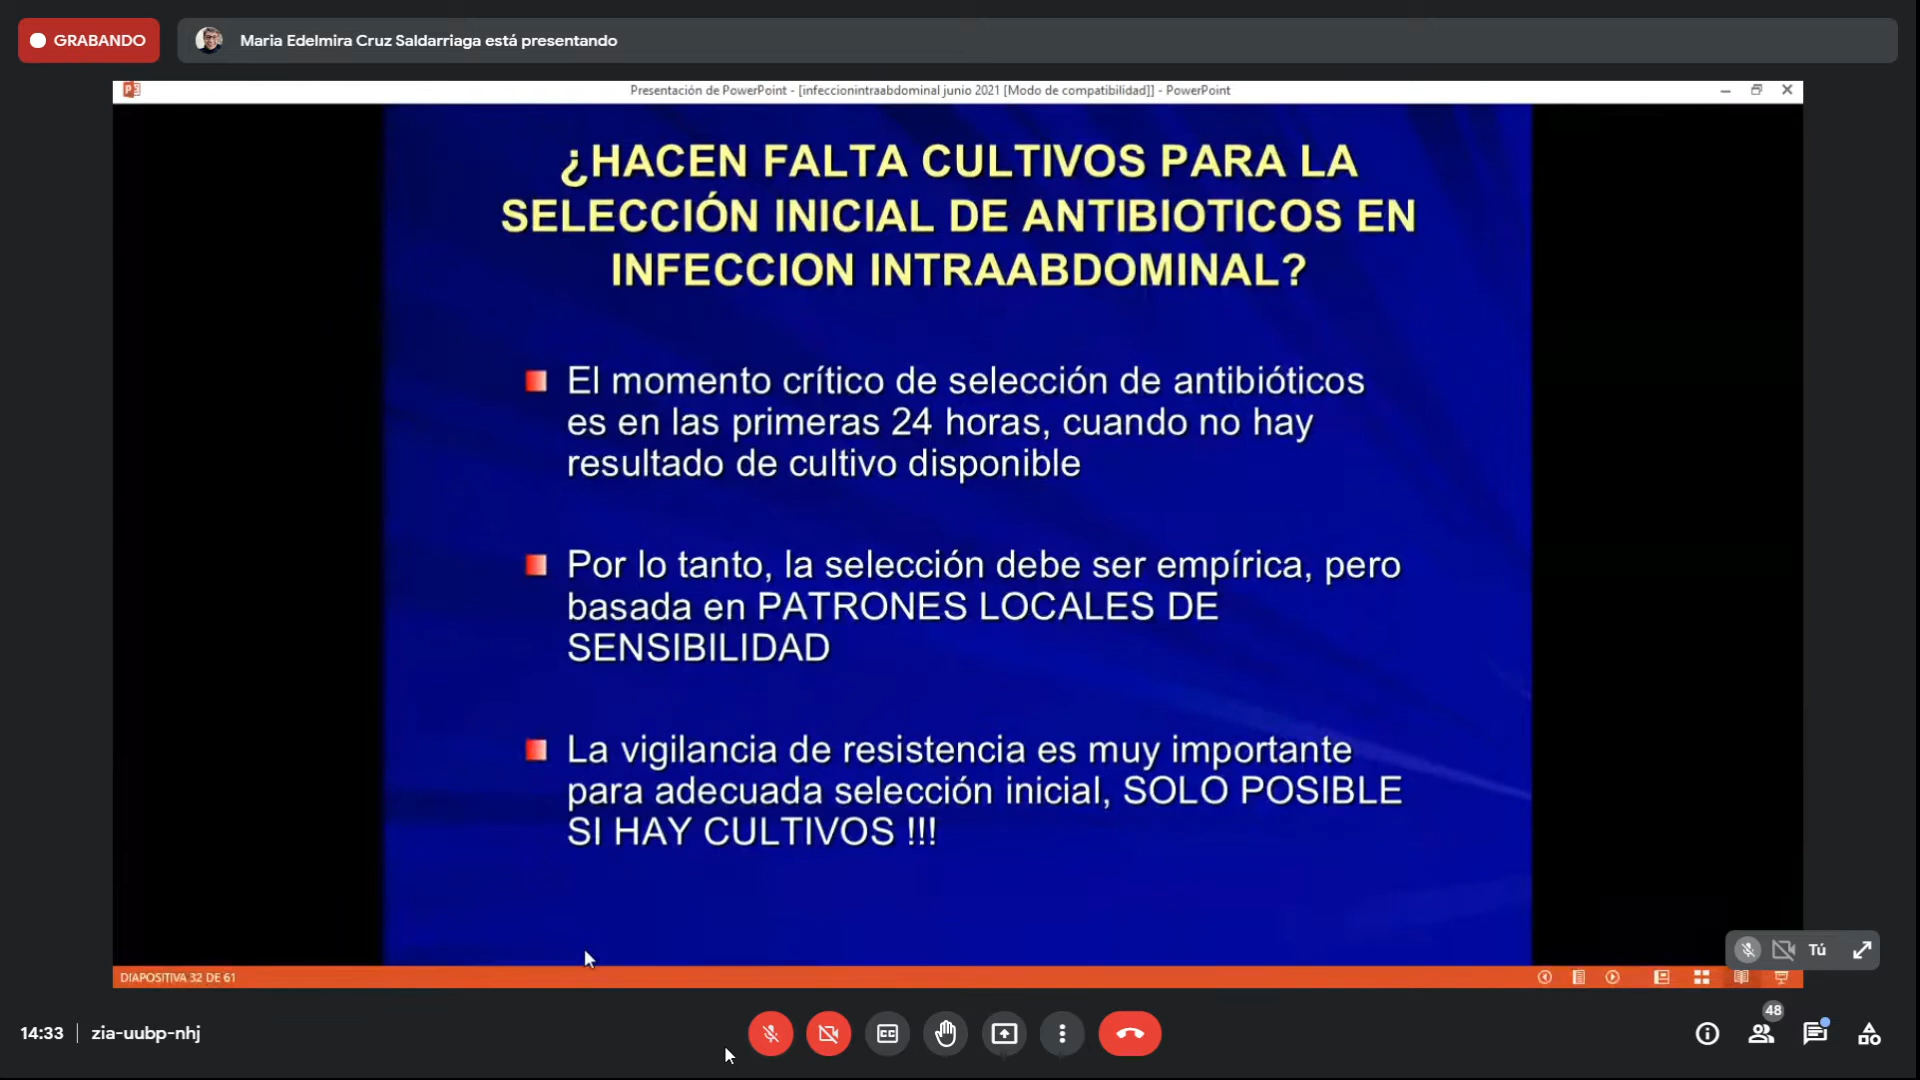 GRABANDO
Maria Edelmira Cruz Saldarriaga está presentando
Presentación de PowerPoint - [infeccionintraabdominal junio 2021 [Modo de compatibilidad]] - PowerPoint
¿HACEN FALTA CULTIVOS PARA LA
SELECCIÓN INICIAL DE ANTIBIOTICOS EN
INFECCION INTRAABDOMINAL?
El momento crítico de selección de antibióticos
es en las primeras 24 horas, cuando no hay
resultado de cultivo disponible
Por lo tanto, la selección debe ser empírica, pero
basada en PATRONES LOCALES DE
SENSIBILIDAD
La vigilancia de resistencia es muy importante
para adecuada selección inicial, SOLO POSIBLE
SI HAY CULTIVOS !!!
Tú
DIAPOSITIVA 32 DE 61
14:33 | zia-uubp-nhj
CC
48